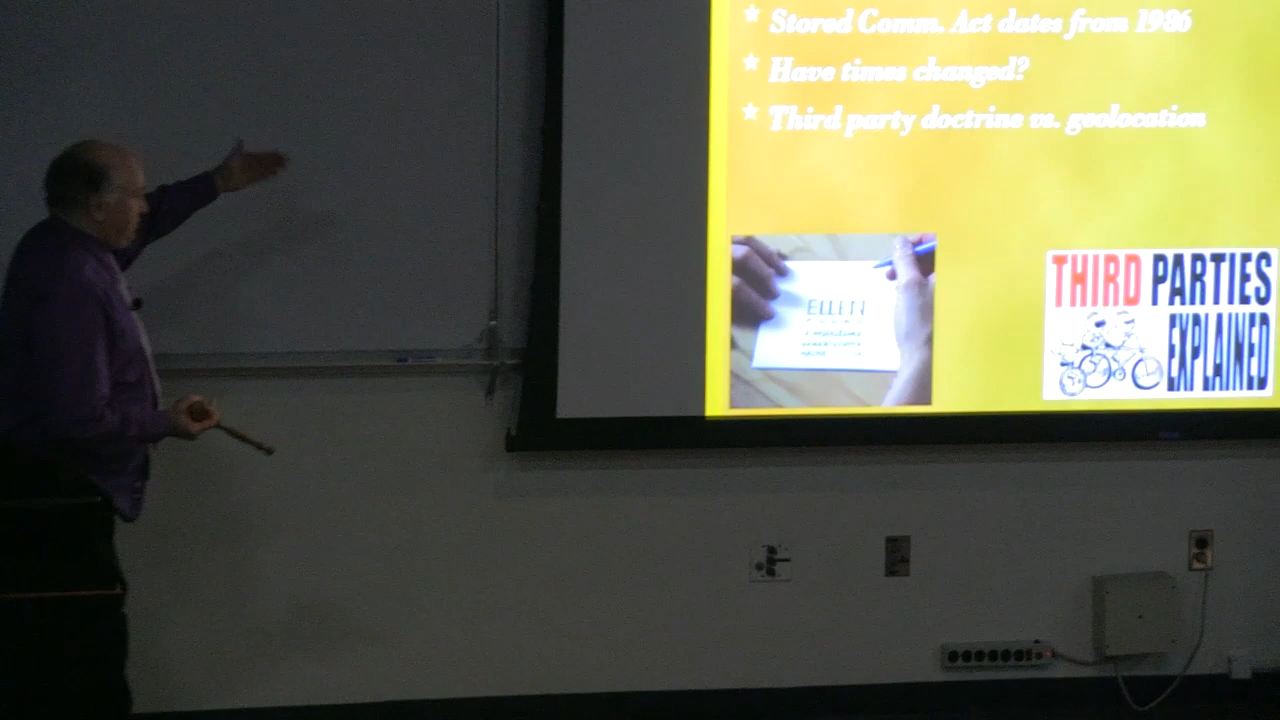 Stored Comm. Act dates from 1986
Have times changed?
Third party doctrine vs. geolocation
ELLEN
THIRD PARTIES
EXPLAINED